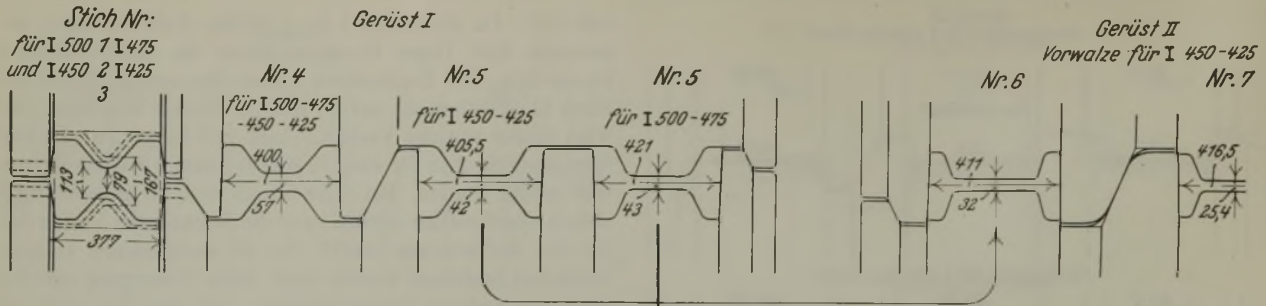 Stich Nr:
für I 500 1 I 475
und I 450 2 I 425
3
Gerüst I
Nr. 4
für I 500-475
-450-425
Nr. 5
für I 450-425
Nr. 5
für I 500-475
Nr. 6
Gerüst II
Vorwalze für I 450-425
Nr. 7
113
79
167
377
400
57
405,5
42
421
43
411
32
416,5
25,4